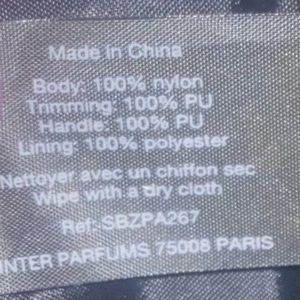 Made in China
Body: 100% nylon
Trimming: 100% PU
Handle: 100% PU
Lining: 100% polyester
Nettoyer avec un chiffon sec
Wipe with a dry cloth
Ref: SBZPA267
INTER PARFUMS 75008 PARIS